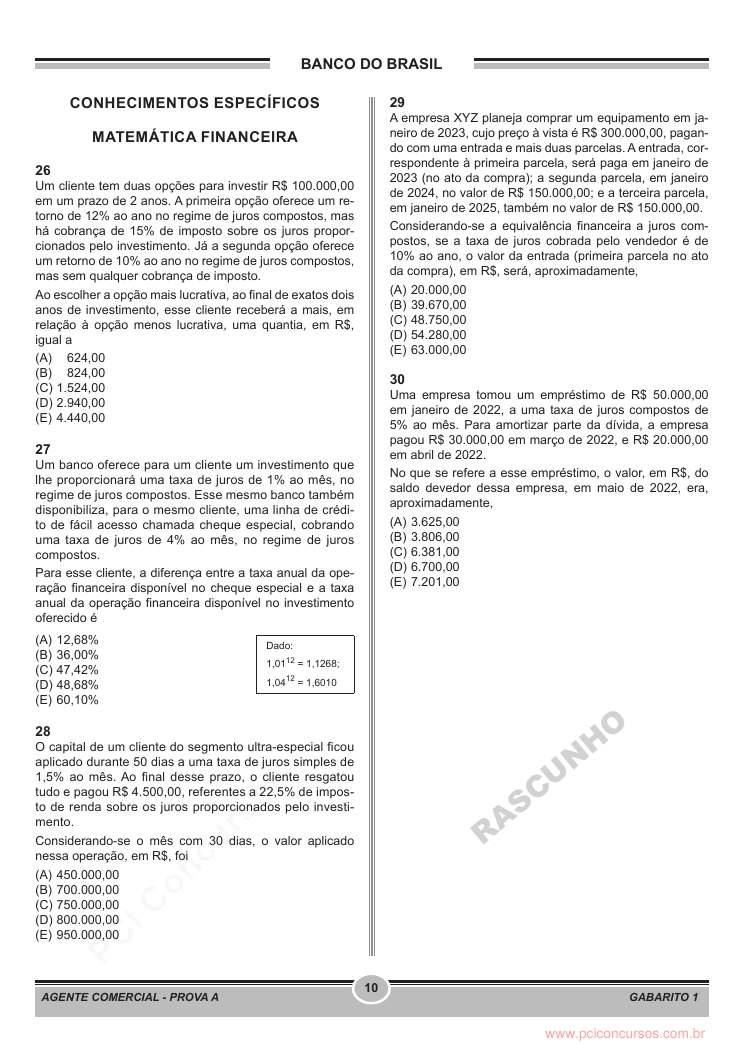 BANCO DO BRASIL
CONHECIMENTOS ESPECÍFICOS
MATEMÁTICA FINANCEIRA
26
Um cliente tem duas opções para investir R$ 100.000,00
em um prazo de 2 anos. A primeira opção oferece um re-
torno de 12% ao ano no regime de juros compostos, mas
há cobrança de 15% de imposto sobre os juros propor-
cionados pelo investimento. Já a segunda opção oferece
um retorno de 10% ao ano no regime de juros compostos,
mas sem qualquer cobrança de imposto.
Ao escolher a opção mais lucrativa, ao final de exatos dois
anos de investimento, esse cliente receberá a mais, em
relação à opção menos lucrativa, uma quantia, em R$,
igual a
(A) 624,00
(B) 824,00
(C) 1.524,00
(D) 2.940,00
(E) 4.440,00
27
Um banco oferece para um cliente um investimento que
lhe proporcionará uma taxa de juros de 1% ao mês, no
regime de juros compostos. Esse mesmo banco também
disponibiliza, para o mesmo cliente, uma linha de crédi-
to de fácil acesso chamada cheque especial, cobrando
uma taxa de juros de 4% ao mês, no regime de juros
compostos.
Para esse cliente, a diferença entre a taxa anual da ope-
ração financeira disponível no cheque especial e a taxa
anual da operação financeira disponível no investimento
oferecido é
(A) 12,68%
(B) 36,00%
(C) 47,42%
(D) 48,68%
(E) 60,10%
Dado:
1,01^12 = 1,1268;
1,04^12 = 1,6010
28
O capital de um cliente do segmento ultra-especial ficou
aplicado durante 50 dias a uma taxa de juros simples de
1,5% ao mês. Ao final desse prazo, o cliente resgatou
tudo e pagou R$ 4.500,00, referentes a 22,5% de impos-
to de renda sobre os juros proporcionados pelo investi-
mento.
Considerando-se o mês com 30 dias, o valor aplicado
nessa operação, em R$, foi
(A) 450.000,00
(B) 700.000,00
(C) 750.000,00
(D) 800.000,00
(E) 950.000,00
29
A empresa XYZ planeja comprar um equipamento em ja-
neiro de 2023, cujo preço à vista é R$ 300.000,00, pagan-
do com uma entrada e mais duas parcelas. A entrada, cor-
respondente à primeira parcela, será paga em janeiro de
2023 (no ato da compra); a segunda parcela, em janeiro
de 2024, no valor de R$ 150.000,00; e a terceira parcela,
em janeiro de 2025, também no valor de R$ 150.000,00.
Considerando-se a equivalência financeira a juros com-
postos, se a taxa de juros cobrada pelo vendedor é de
10% ao ano, o valor da entrada (primeira parcela no ato
da compra), em R$, será, aproximadamente,
(A) 20.000,00
(B) 39.670,00
(C) 48.750,00
(D) 54.280,00
(E) 63.000,00
30
Uma empresa tomou um empréstimo de R$ 50.000,00
em janeiro de 2022, a uma taxa de juros compostos de
5% ao mês. Para amortizar parte da dívida, a empresa
pagou R$ 30.000,00 em março de 2022, e R$ 20.000,00
em abril de 2022.
No que se refere a esse empréstimo, o valor, em R$, do
saldo devedor dessa empresa, em maio de 2022, era,
aproximadamente,
(A) 3.625,00
(B) 3.806,00
(C) 6.381,00
(D) 6.700,00
(E) 7.201,00
RASCUNHO
AGENTE COMERCIAL - PROVA A
10
GABARITO 1
www.pciconcursos.com.br